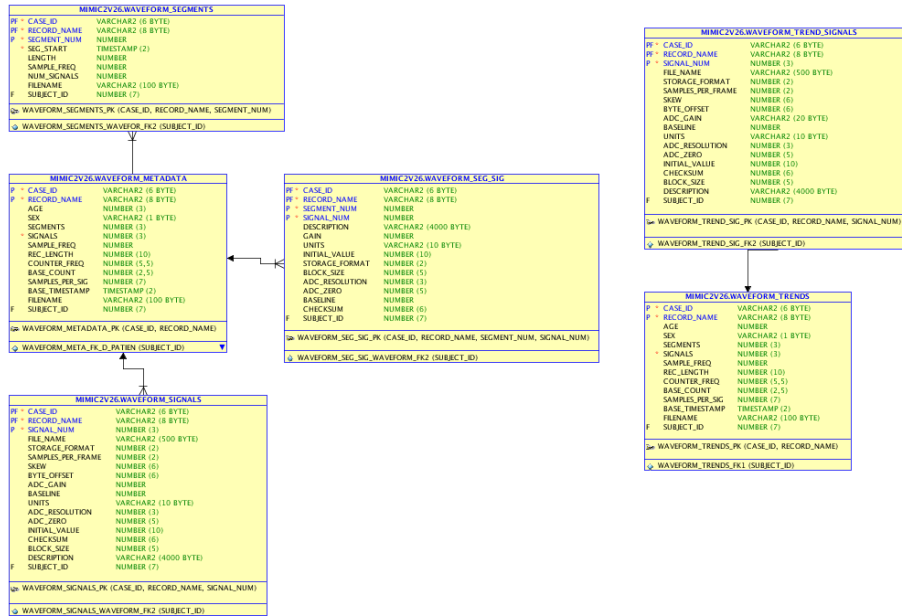 MIMIC2V26.WAVEFORM_SEGMENTS
PF * CASE_ID VARCHAR2 (6 BYTE)
PF * RECORD_NAME VARCHAR2 (8 BYTE)
P * SEGMENT_NUM NUMBER
* SEG_START TIMESTAMP (2)
LENGTH NUMBER
SAMPLE_FREQ NUMBER
NUM_SIGNALS NUMBER
FILENAME VARCHAR2 (100 BYTE)
F SUBJECT_ID NUMBER (7)
WAVEFORM_SEGMENTS_PK (CASE_ID, RECORD_NAME, SEGMENT_NUM)
WAVEFORM_SEGMENTS_WAVEFOR_FK2 (SUBJECT_ID)
MIMIC2V26.WAVEFORM_METADATA
P * CASE_ID VARCHAR2 (6 BYTE)
P * RECORD_NAME VARCHAR2 (8 BYTE)
AGE NUMBER (3)
SEX VARCHAR2 (1 BYTE)
SEGMENTS NUMBER (3)
* SIGNALS NUMBER (3)
SAMPLE_FREQ NUMBER
REC_LENGTH NUMBER (10)
COUNTER_FREQ NUMBER (5,5)
BASE_COUNT NUMBER (2,5)
SAMPLES_PER_SIG NUMBER (7)
BASE_TIMESTAMP TIMESTAMP (2)
FILENAME VARCHAR2 (100 BYTE)
F SUBJECT_ID NUMBER (7)
WAVEFORM_METADATA_PK (CASE_ID, RECORD_NAME)
WAVEFORM_META_FK_D_PATIEN (SUBJECT_ID)
MIMIC2V26.WAVEFORM_SEG_SIG
PF * CASE_ID VARCHAR2 (6 BYTE)
PF * RECORD_NAME VARCHAR2 (8 BYTE)
P * SEGMENT_NUM NUMBER
P * SIGNAL_NUM NUMBER
DESCRIPTION VARCHAR2 (4000 BYTE)
GAIN NUMBER
UNITS VARCHAR2 (10 BYTE)
INITIAL_VALUE NUMBER (10)
STORAGE_FORMAT NUMBER (2)
BLOCK_SIZE NUMBER (5)
ADC_RESOLUTION NUMBER (3)
ADC_ZERO NUMBER (5)
BASELINE NUMBER
CHECKSUM NUMBER (6)
F SUBJECT_ID NUMBER (7)
WAVEFORM_SEG_SIG_PK (CASE_ID, RECORD_NAME, SEGMENT_NUM, SIGNAL_NUM)
WAVEFORM_SEG_SIG_WAVEFORM_FK2 (SUBJECT_ID)
MIMIC2V26.WAVEFORM_SIGNALS
PF * CASE_ID VARCHAR2 (6 BYTE)
PF * RECORD_NAME VARCHAR2 (8 BYTE)
P * SIGNAL_NUM NUMBER (3)
FILE_NAME VARCHAR2 (500 BYTE)
STORAGE_FORMAT NUMBER (2)
SAMPLES_PER_FRAME NUMBER (2)
SKEW NUMBER (6)
BYTE_OFFSET NUMBER (6)
ADC_GAIN NUMBER
BASELINE NUMBER
UNITS VARCHAR2 (10 BYTE)
ADC_RESOLUTION NUMBER (3)
ADC_ZERO NUMBER (5)
INITIAL_VALUE NUMBER (10)
CHECKSUM NUMBER (6)
BLOCK_SIZE NUMBER (5)
DESCRIPTION VARCHAR2 (4000 BYTE)
F SUBJECT_ID NUMBER (7)
WAVEFORM_SIGNALS_PK (CASE_ID, RECORD_NAME, SIGNAL_NUM)
WAVEFORM_SIGNALS_WAVEFORM_FK2 (SUBJECT_ID)
MIMIC2V26.WAVEFORM_TREND_SIGNALS
PF * CASE_ID VARCHAR2 (6 BYTE)
PF * RECORD_NAME VARCHAR2 (8 BYTE)
P * SIGNAL_NUM NUMBER (3)
FILE_NAME VARCHAR2 (500 BYTE)
STORAGE_FORMAT NUMBER (2)
SAMPLES_PER_FRAME NUMBER (2)
SKEW NUMBER (6)
BYTE_OFFSET NUMBER (6)
ADC_GAIN VARCHAR2 (20 BYTE)
BASELINE NUMBER
UNITS VARCHAR2 (10 BYTE)
ADC_RESOLUTION NUMBER (3)
ADC_ZERO NUMBER (5)
INITIAL_VALUE NUMBER (10)
CHECKSUM NUMBER (6)
BLOCK_SIZE NUMBER (5)
DESCRIPTION VARCHAR2 (4000 BYTE)
F SUBJECT_ID NUMBER (7)
WAVEFORM_TREND_SIG_PK (CASE_ID, RECORD_NAME, SIGNAL_NUM)
WAVEFORM_TREND_SIG_FK2 (SUBJECT_ID)
MIMIC2V26.WAVEFORM_TRENDS
P * CASE_ID VARCHAR2 (6 BYTE)
P * RECORD_NAME VARCHAR2 (8 BYTE)
AGE NUMBER
SEX VARCHAR2 (1 BYTE)
SEGMENTS NUMBER (3)
* SIGNALS NUMBER (3)
SAMPLE_FREQ NUMBER
REC_LENGTH NUMBER (10)
COUNTER_FREQ NUMBER (5,5)
BASE_COUNT NUMBER (2,5)
SAMPLES_PER_SIG NUMBER (7)
BASE_TIMESTAMP TIMESTAMP (2)
FILENAME VARCHAR2 (100 BYTE)
F SUBJECT_ID NUMBER (7)
WAVEFORM_TRENDS_PK (CASE_ID, RECORD_NAME)
WAVEFORM_TRENDS_FK1 (SUBJECT_ID)